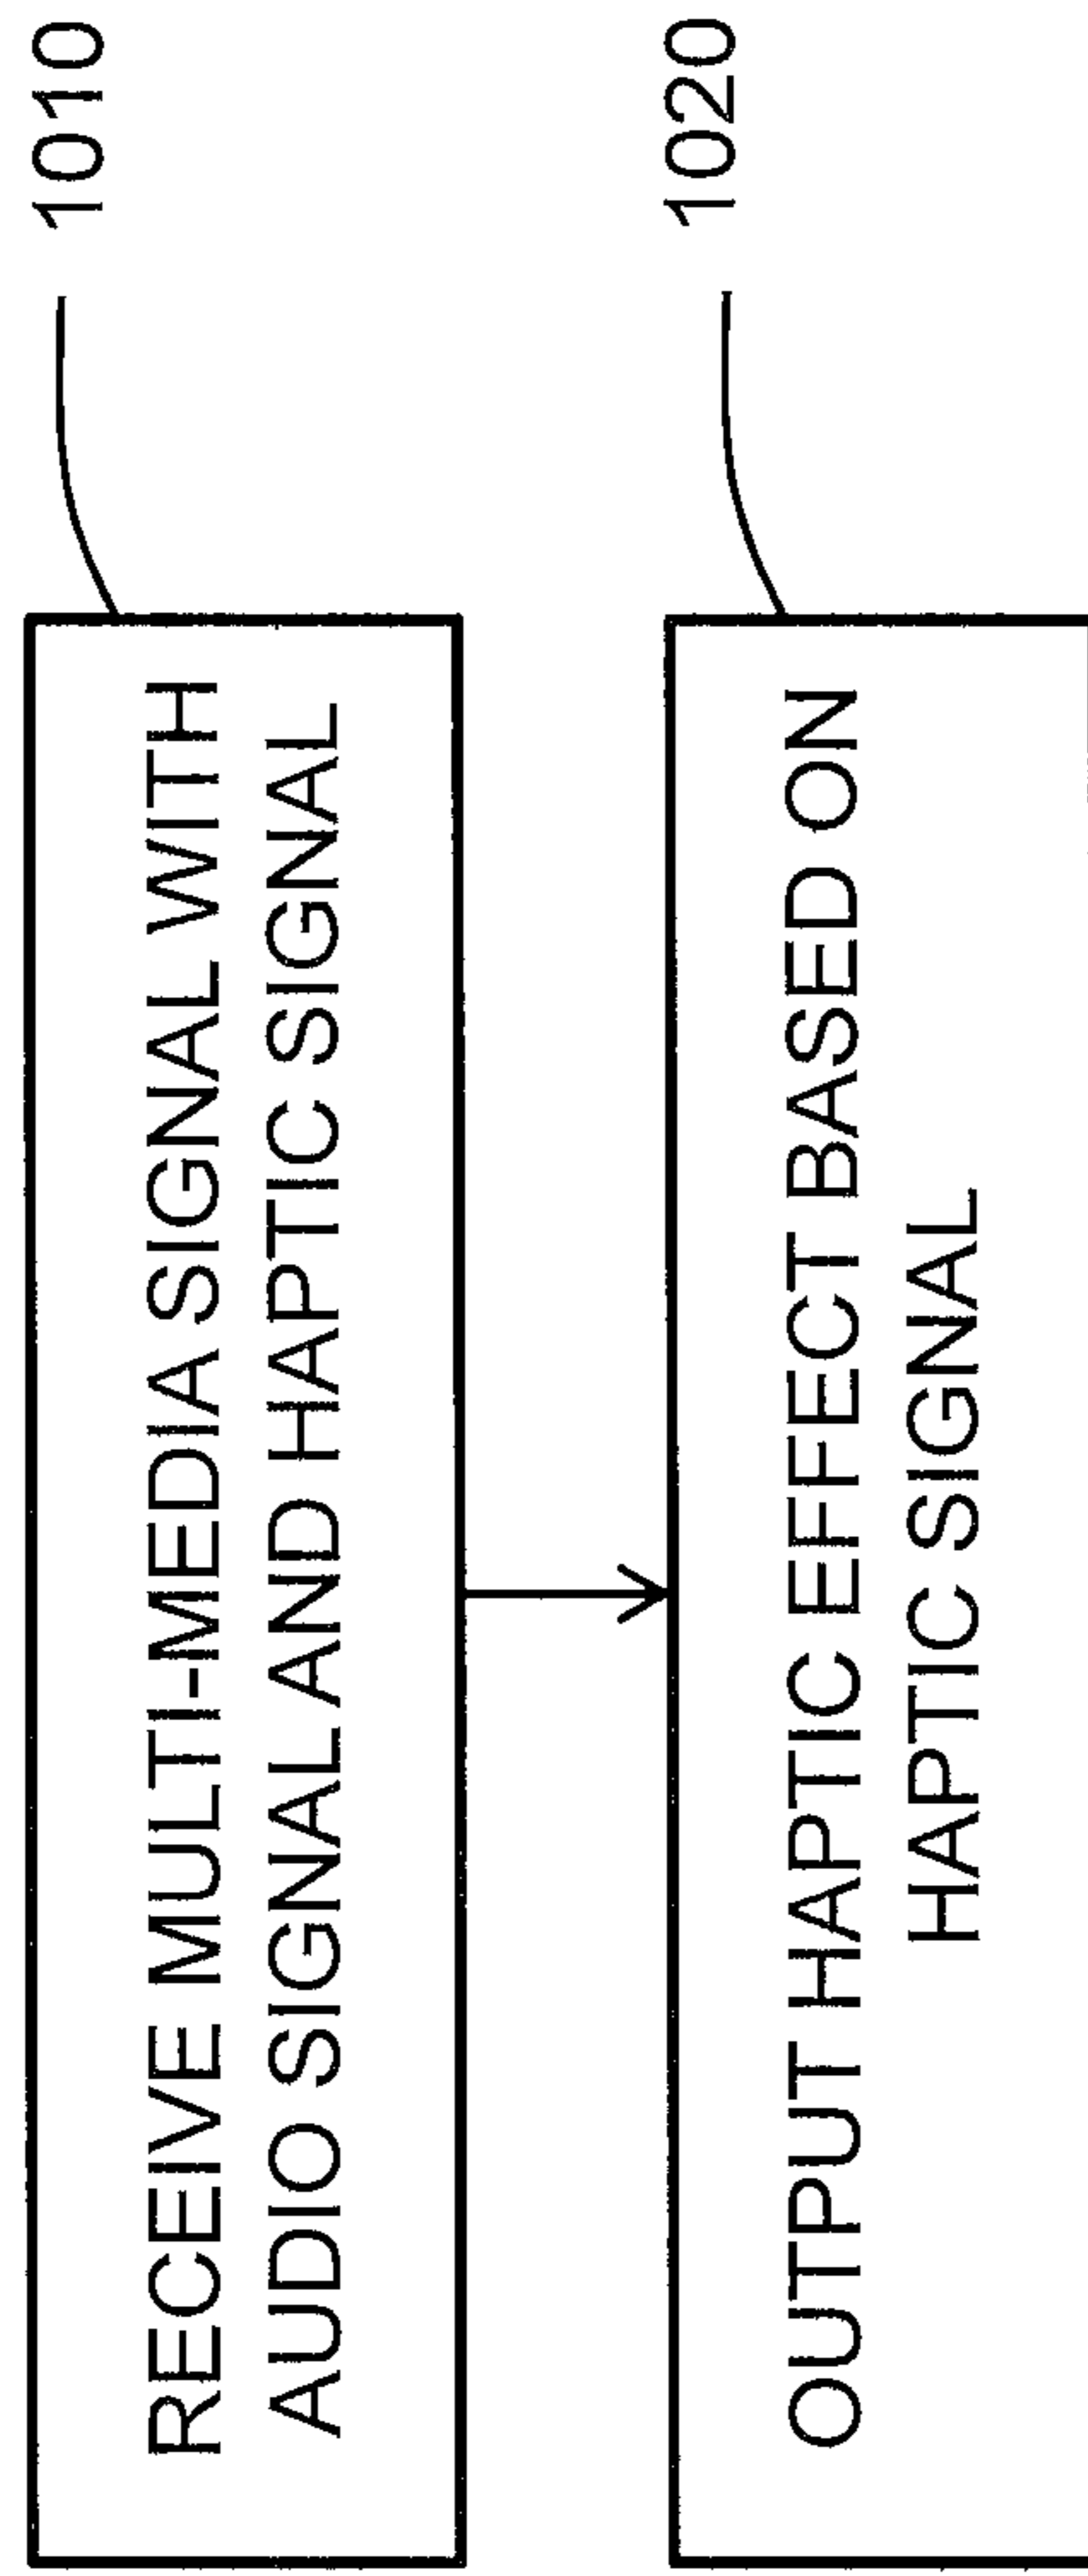 RECEIVE MULTI-MEDIA SIGNAL WITH
AUDIO SIGNAL AND HAPTIC SIGNAL
1010
OUTPUT HAPTIC EFFECT BASED ON
HAPTIC SIGNAL
1020